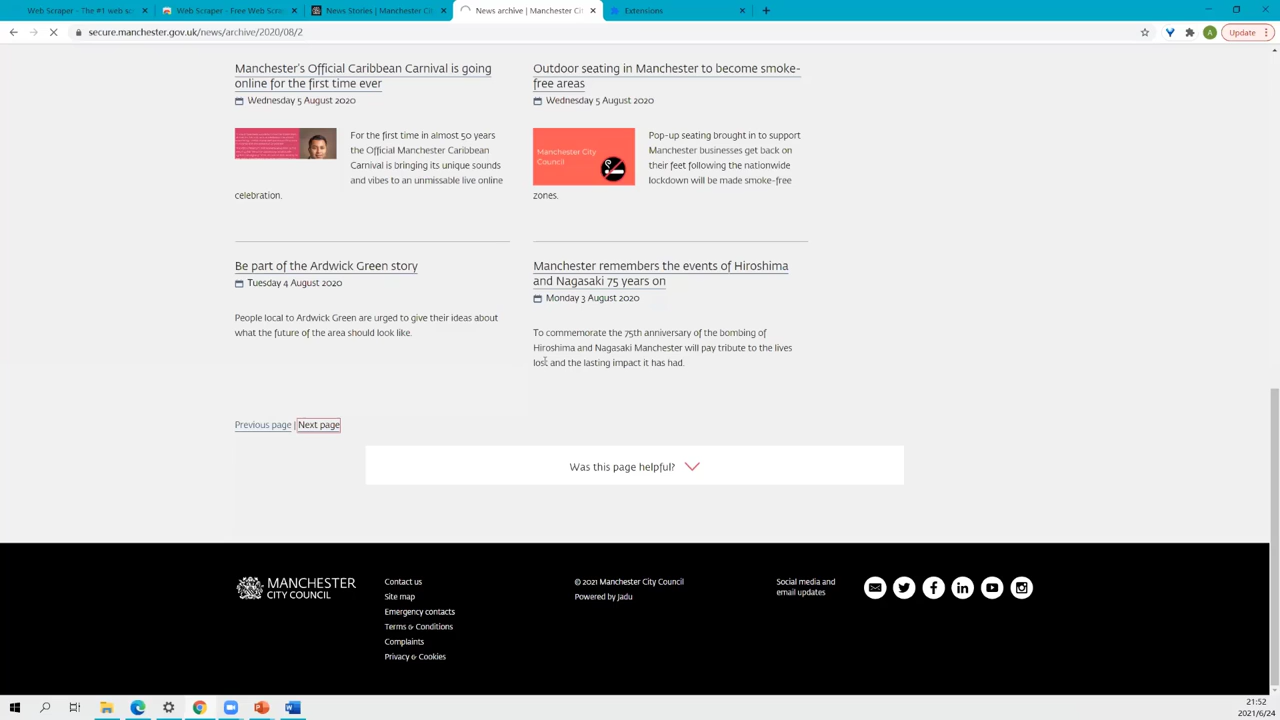 Web Scraper - The #1 web sc
Web Scraper - Free Web Scra
News Stories | Manchester Cit
News archive | Manchester Cit
Extensions
secure.manchester.gov.uk/news/archive/2020/08/2
A
Update
Manchester's Official Caribbean Carnival is going
online for the first time ever
Wednesday 5 August 2020
For the first time in almost 50 years
the Official Manchester Caribbean
Carnival is bringing its unique sounds
and vibes to an unmissable live online
celebration.
Outdoor seating in Manchester to become smoke-
free areas
Wednesday 5 August 2020
Manchester City
Council
Pop-up seating brought in to support
Manchester businesses get back on
their feet following the nationwide
lockdown will be made smoke-free
zones.
Be part of the Ardwick Green story
Tuesday 4 August 2020
People local to Ardwick Green are urged to give their ideas about
what the future of the area should look like.
Manchester remembers the events of Hiroshima
and Nagasaki 75 years on
Monday 3 August 2020
To commemorate the 75th anniversary of the bombing of
Hiroshima and Nagasaki Manchester will pay tribute to the lives
lost and the lasting impact it has had.
Previous page | Next page
Was this page helpful?
MANCHESTER
CITY COUNCIL
Contact us
Site map
Emergency contacts
Terms & Conditions
Complaints
Privacy & Cookies
© 2021 Manchester City Council
Powered by Jadu
Social media and
email updates
21:52
2021/6/24